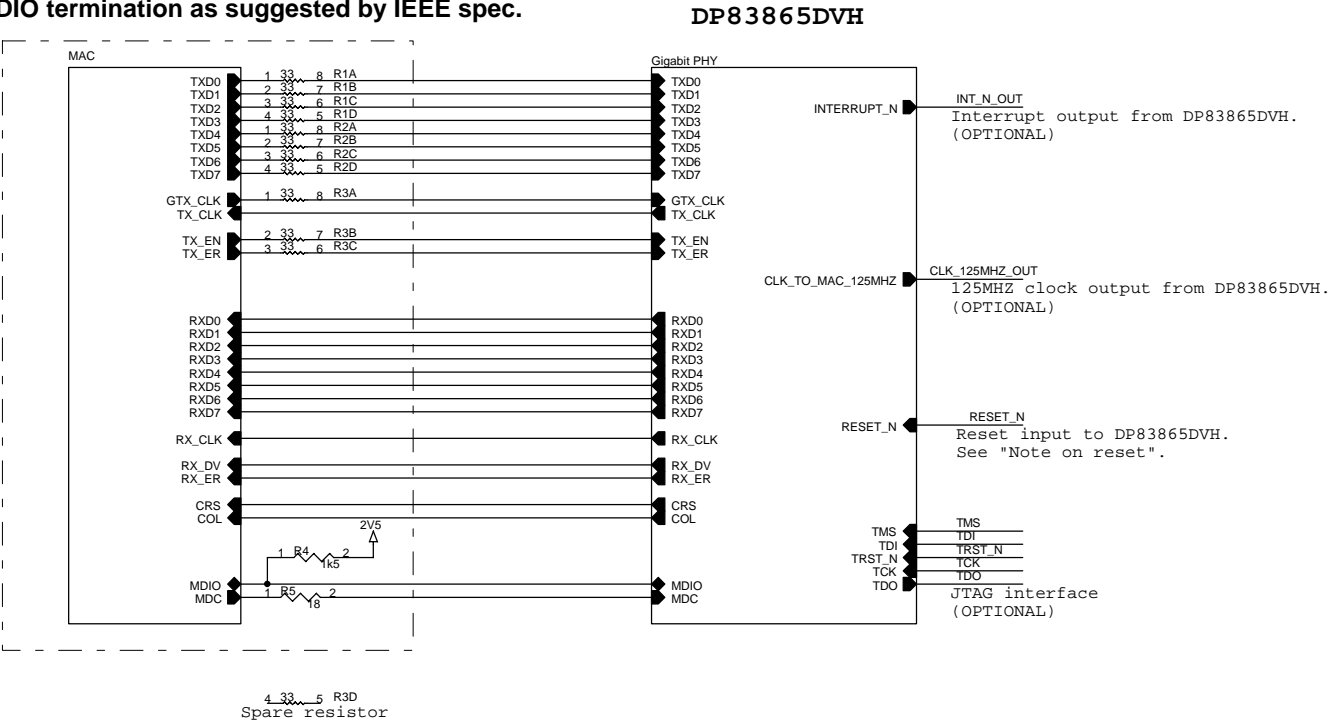 DIO termination as suggested by IEEE spec.
DP83865DVH
MAC
Gigabit PHY
TXD0 1 33 8 R1A TXD0
TXD1 2 33 7 R1B TXD1
TXD2 3 33 6 R1C TXD2
TXD3 4 33 5 R1D TXD3
TXD4 1 33 8 R2A TXD4
TXD5 2 33 7 R2B TXD5
TXD6 3 33 6 R2C TXD6
TXD7 4 33 5 R2D TXD7
GTX_CLK 1 33 8 R3A GTX_CLK
TX_CLK TX_CLK
TX_EN 2 33 7 R3B TX_EN
TX_ER 3 33 6 R3C TX_ER
RXD0 RXD0
RXD1 RXD1
RXD2 RXD2
RXD3 RXD3
RXD4 RXD4
RXD5 RXD5
RXD6 RXD6
RXD7 RXD7
RX_CLK RX_CLK
RX_DV RX_DV
RX_ER RX_ER
CRS CRS
COL COL
2V5
1 R4 2
1k5
MDIO MDIO
MDC 1 R5 2 MDC
18
INTERRUPT_N INT_N_OUT
Interrupt output from DP83865DVH.
(OPTIONAL)
CLK_TO_MAC_125MHZ CLK_125MHZ_OUT
125MHZ clock output from DP83865DVH.
(OPTIONAL)
RESET_N RESET_N
Reset input to DP83865DVH.
See "Note on reset".
TMS TMS
TDI TDI
TRST_N TRST_N
TCK TCK
TDO TDO
JTAG interface
(OPTIONAL)
4 33 5 R3D
Spare resistor